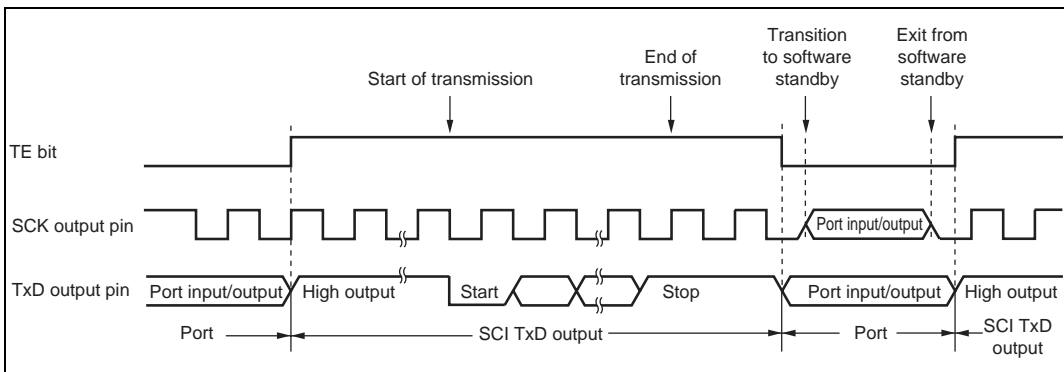 Transition
to software
standby
Exit from
software
standby
End of
transmission
Start of transmission
TE bit
SCK output pin
Port input/output
TxD output pin
Port input/output
High output
Start
Stop
Port input/output
High output
Port
SCI TxD output
Port
SCI TxD
output